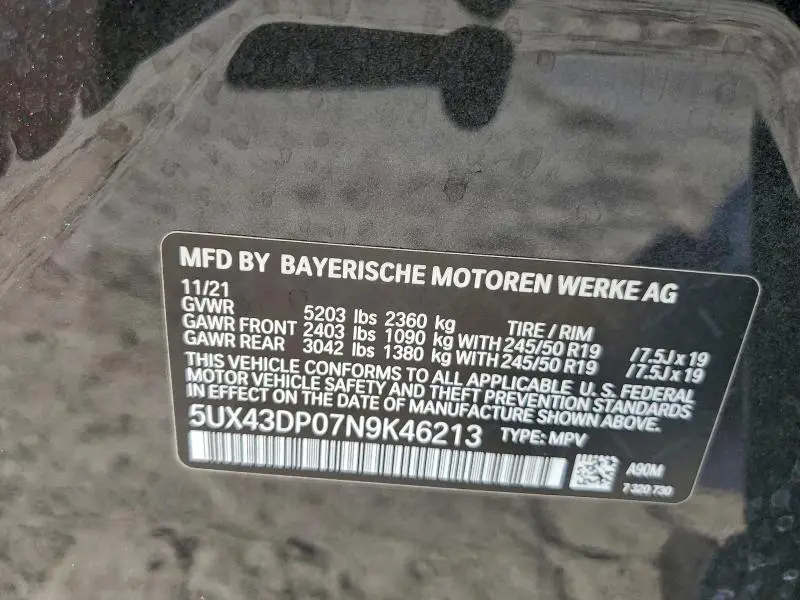 MFD BY BAYERISCHE MOTOREN WERKE AG
11/21
GVWR 5203 lbs 2360 kg TIRE / RIM
GAWR FRONT 2403 lbs 1090 kg WITH 245/50 R19 /7.5J x 19
GAWR REAR 3042 lbs 1380 kg WITH 245/50 R19 /7.5J x 19
THIS VEHICLE CONFORMS TO ALL APPLICABLE U.S. FEDERAL
MOTOR VEHICLE SAFETY AND THEFT PREVENTION STANDARDS
IN EFFECT ON THE DATE OF MANUFACTURE SHOWN ABOVE.
5UX43DP07N9K46213 TYPE: MPV
A90M
7 320 730